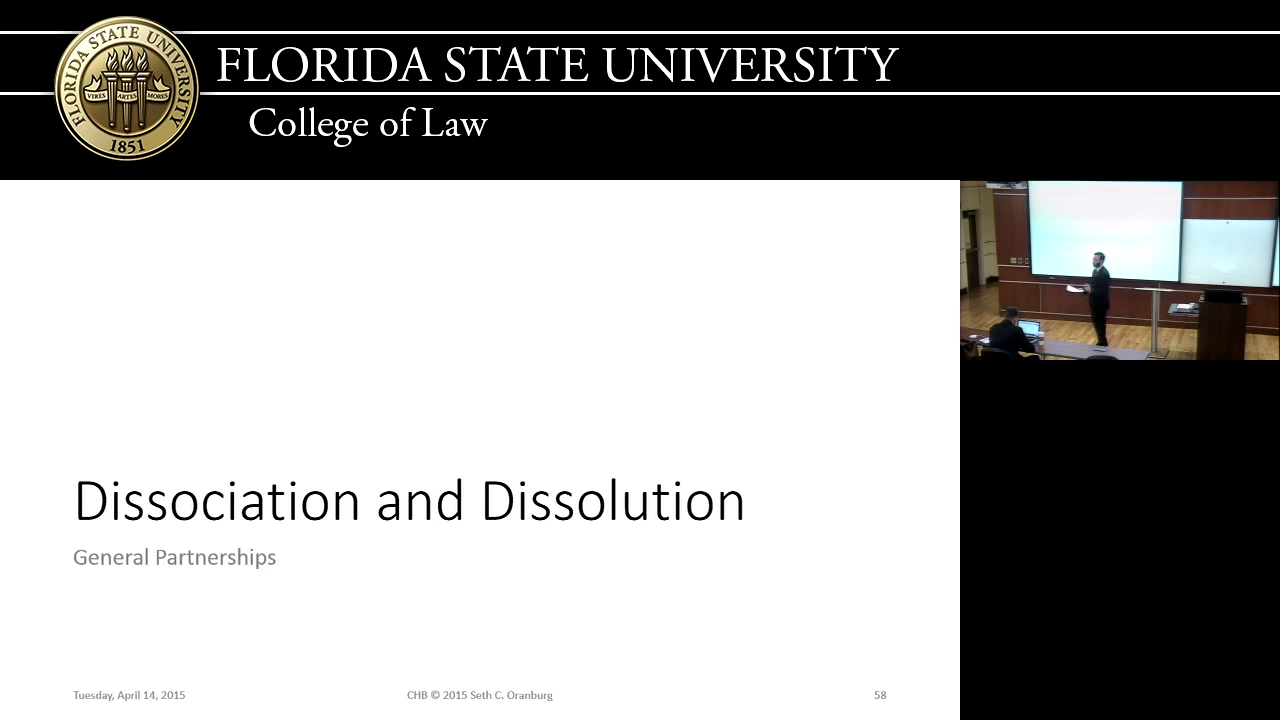 FLORIDA STATE UNIVERSITY
VIRES ARTES MORES
1851
FLORIDA STATE UNIVERSITY
College of Law
Dissociation and Dissolution
General Partnerships
Tuesday, April 14, 2015
CHB © 2015 Seth C. Oranburg
58